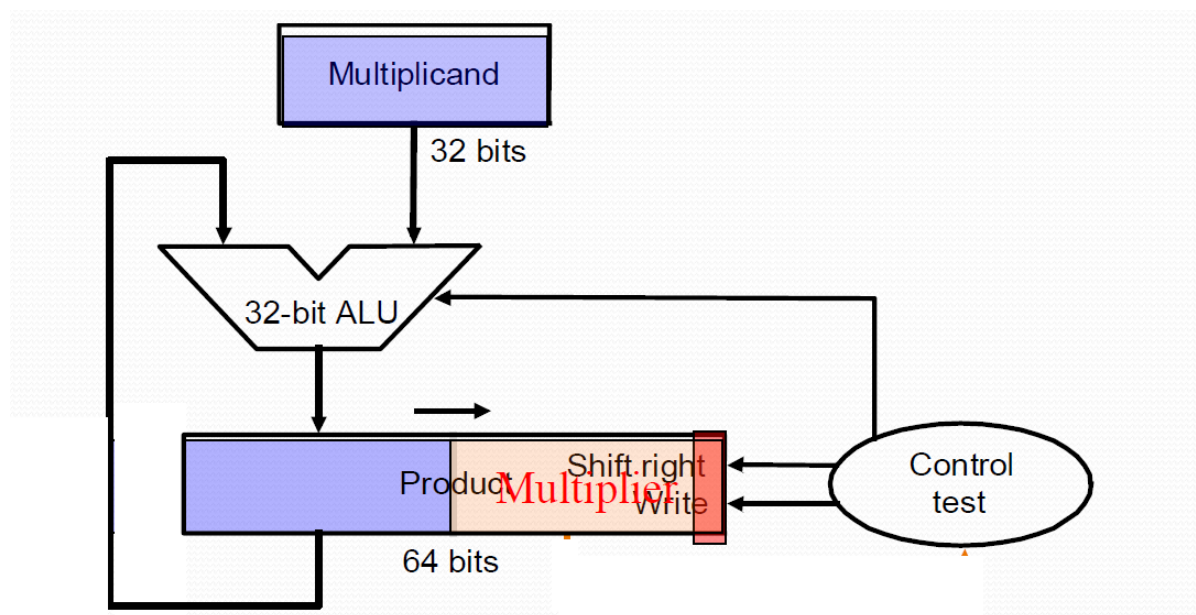 Multiplicand
32 bits
32-bit ALU
Product
Multiplier
Shift right
Write
64 bits
Control
test